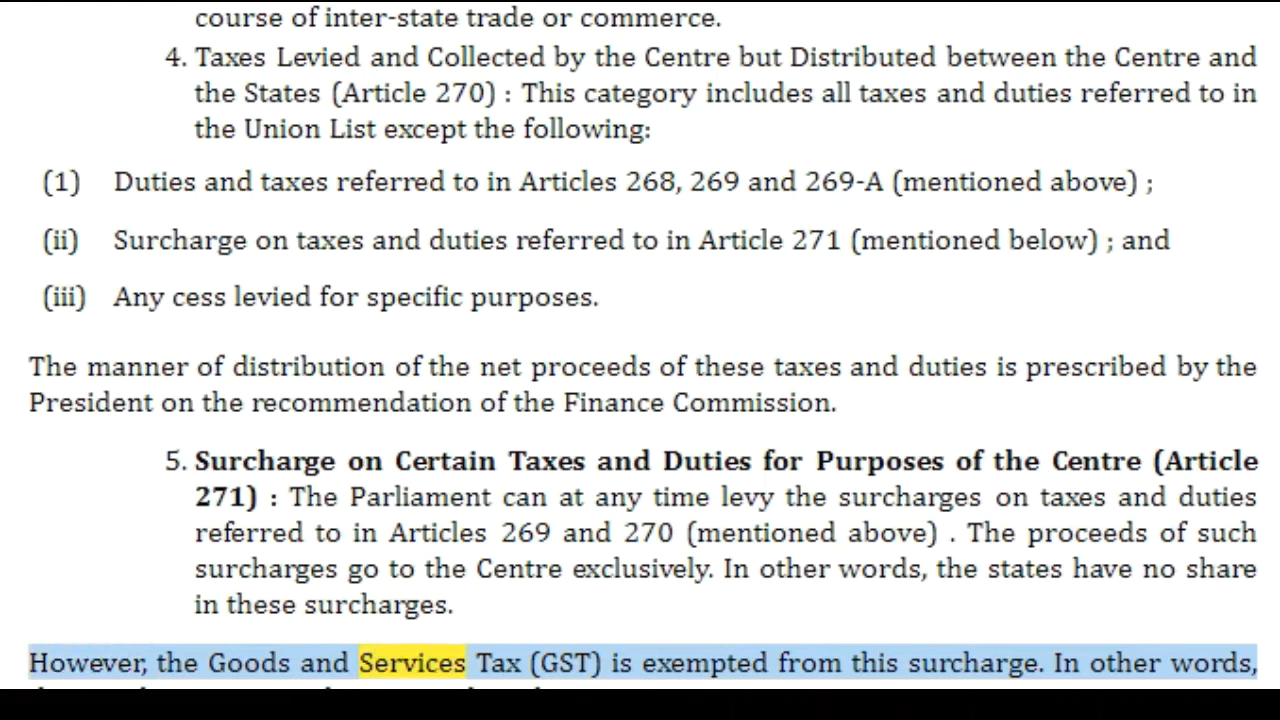 course of inter-state trade or commerce.
4. Taxes Levied and Collected by the Centre but Distributed between the Centre and
the States (Article 270) : This category includes all taxes and duties referred to in
the Union List except the following:
(1) Duties and taxes referred to in Articles 268, 269 and 269-A (mentioned above) ;
(ii) Surcharge on taxes and duties referred to in Article 271 (mentioned below) ; and
(iii) Any cess levied for specific purposes.
The manner of distribution of the net proceeds of these taxes and duties is prescribed by the
President on the recommendation of the Finance Commission.
5. Surcharge on Certain Taxes and Duties for Purposes of the Centre (Article
271) : The Parliament can at any time levy the surcharges on taxes and duties
referred to in Articles 269 and 270 (mentioned above) . The proceeds of such
surcharges go to the Centre exclusively. In other words, the states have no share
in these surcharges.
However, the Goods and Services Tax (GST) is exempted from this surcharge. In other words,